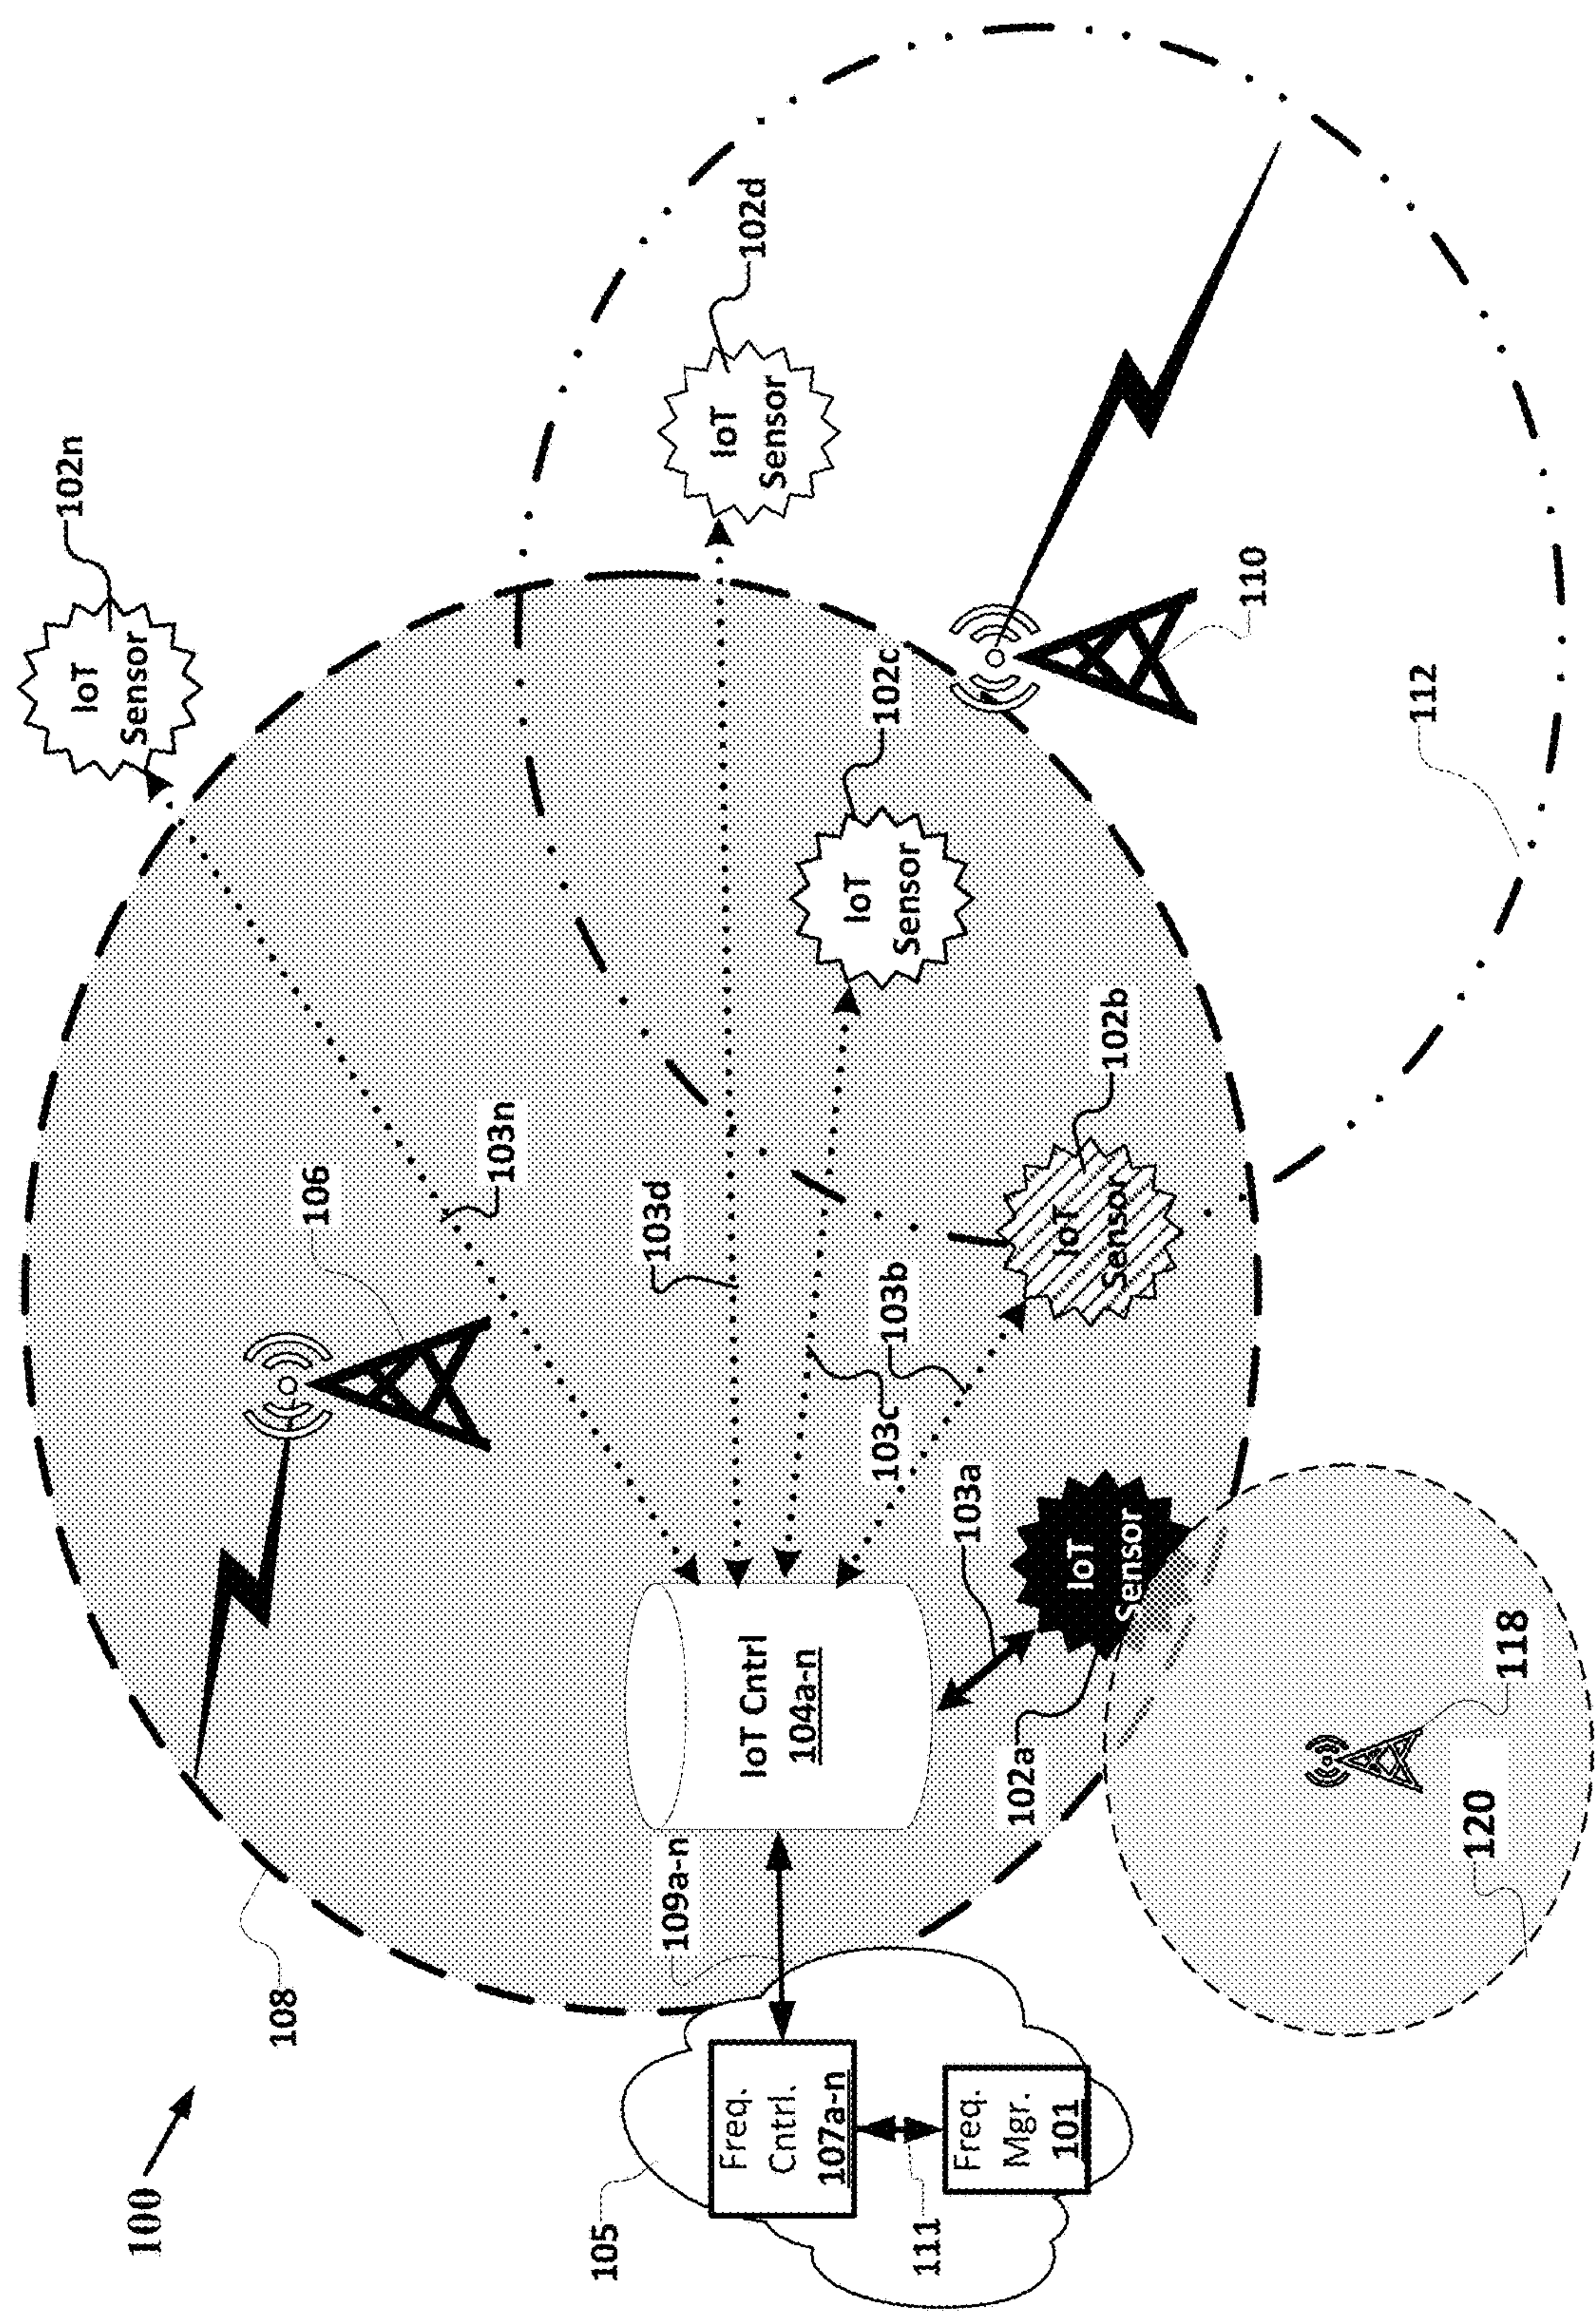 100
108
106
102n
IoT
Sensor
103n
102d
IoT
Sensor
103d
102c
IoT
Sensor
103c
103b
102b
IoT
Sensor
103a
102a
IoT
Sensor
IoT Cntrl
104a-n
109a-n
105
Freq.
Cntrl.
107a-n
111
Freq.
Mgr.
101
110
112
118
120